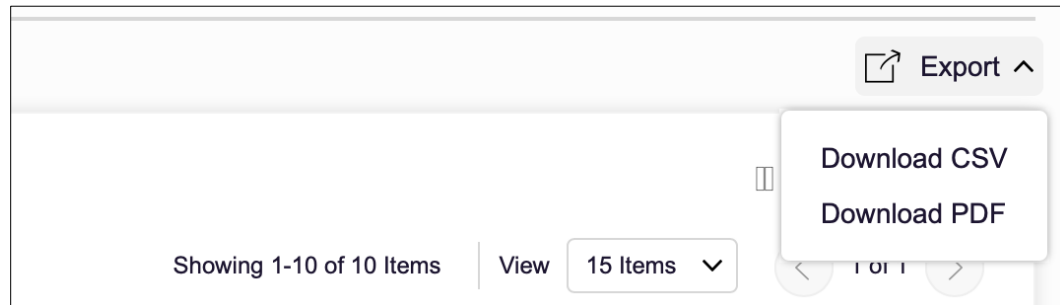 Export
Download CSV
Download PDF
Showing 1-10 of 10 Items View 15 Items 1 of 1